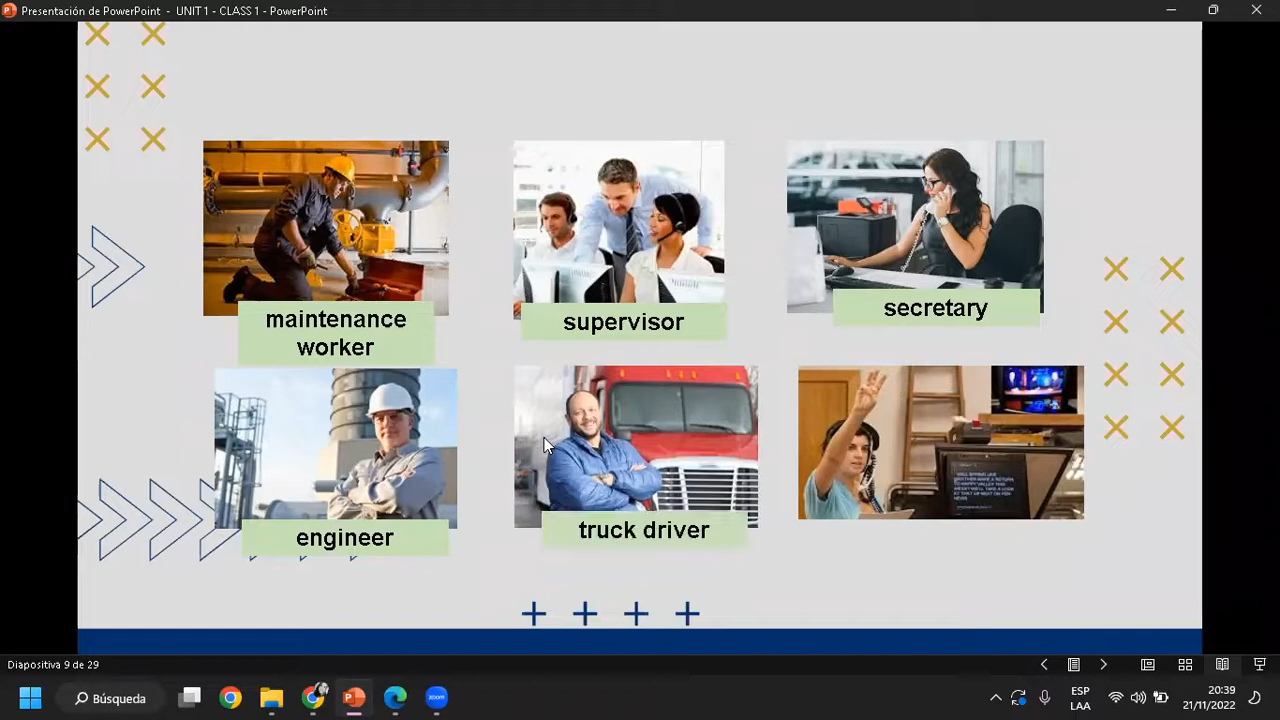 Presentación de PowerPoint - UNIT 1 - CLASS 1 - PowerPoint
maintenance
worker
supervisor
secretary
engineer
truck driver
Diapositiva 9 de 29
Búsqueda
zoom
ESP
LAA
20:39
21/11/2022